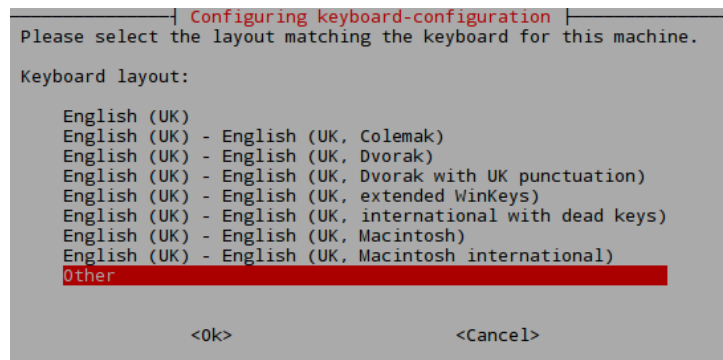 Configuring keyboard-configuration
Please select the layout matching the keyboard for this machine.
Keyboard layout:
English (UK)
English (UK) - English (UK, Colemak)
English (UK) - English (UK, Dvorak)
English (UK) - English (UK, Dvorak with UK punctuation)
English (UK) - English (UK, extended WinKeys)
English (UK) - English (UK, international with dead keys)
English (UK) - English (UK, Macintosh)
English (UK) - English (UK, Macintosh international)
Other
<Ok> <Cancel>